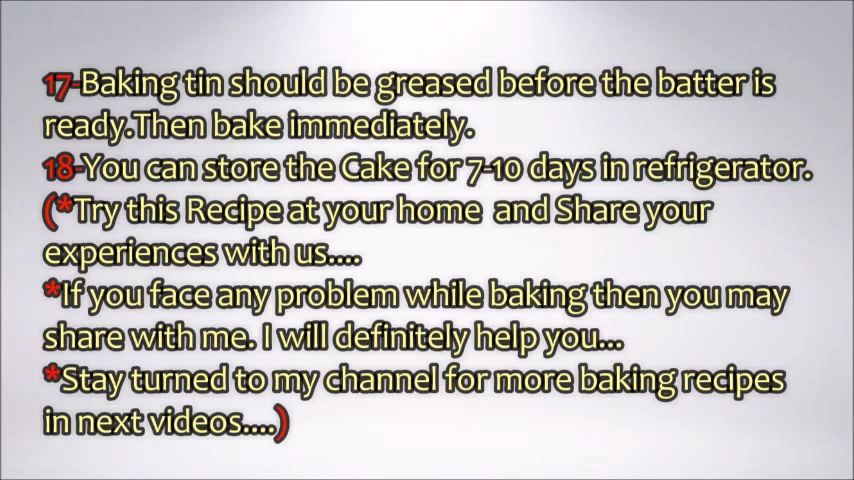 17-Baking tin should be greased before the batter is
ready.Then bake immediately.
18-You can store the Cake for 7-10 days in refrigerator.
(*Try this Recipe at your home  and Share your
experiences with us....
*If you face any problem while baking then you may
share with me. I will definitely help you...
*Stay turned to my channel for more baking recipes
in next videos....)